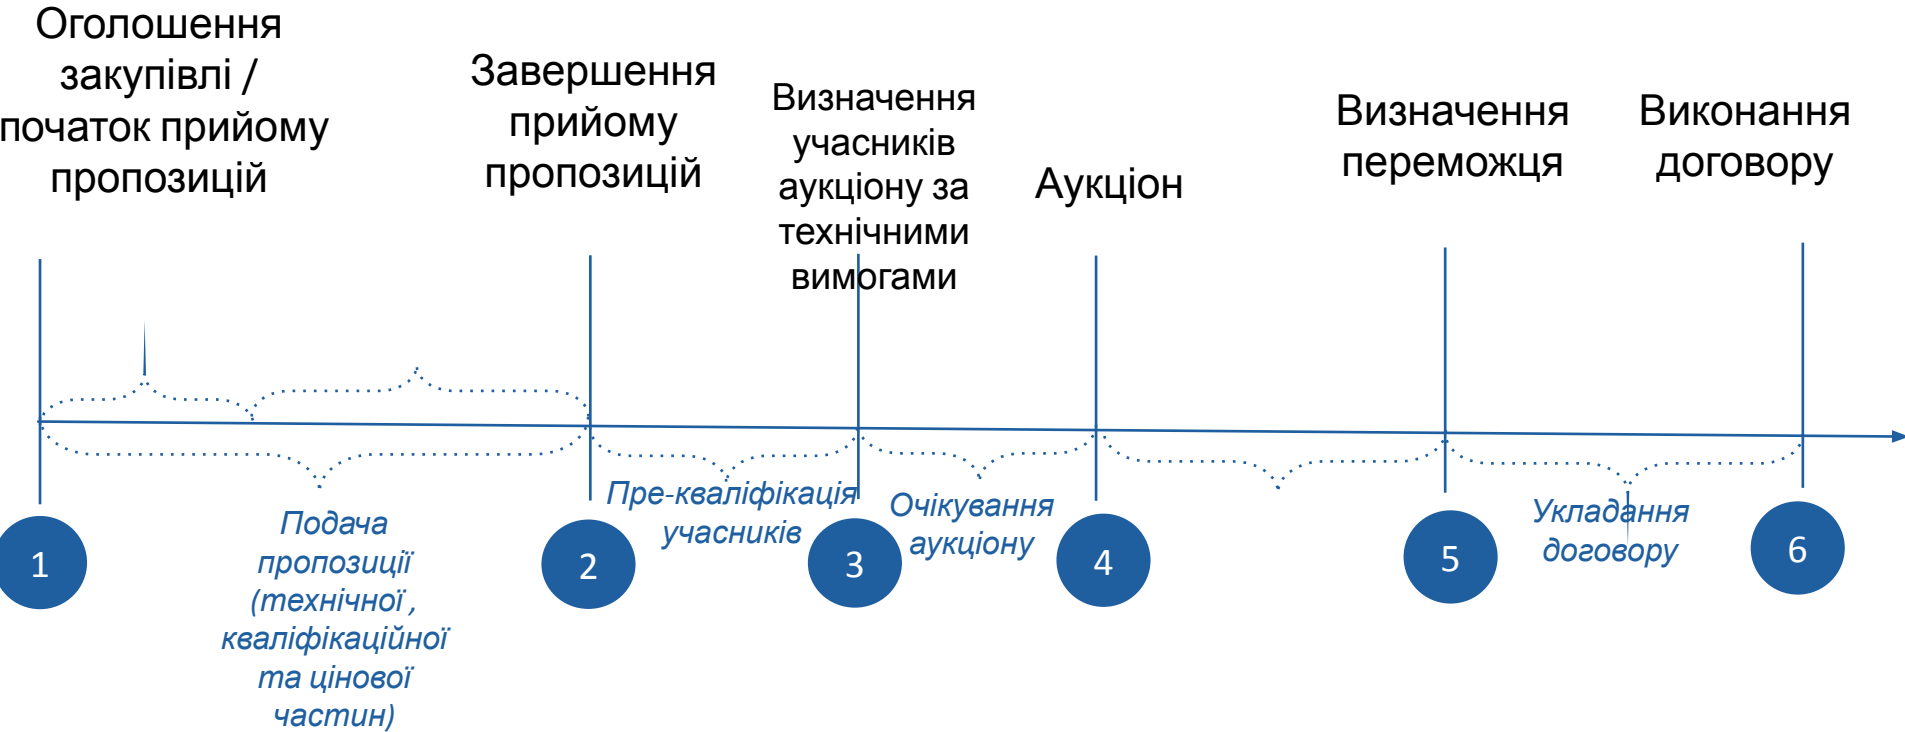 Оголошення
закупівлі /
початок прийому
пропозицій
Завершення
прийому
пропозицій
Визначення
учасників
аукціону за
технічними
вимогами
Аукціон
Визначення
переможця
Виконання
договору
Подача
пропозиції
(технічної ,
кваліфікаційної
та цінової
частин)
Пре-кваліфікація
учасників
Очікування
аукціону
Укладання
договору
1
2
3
4
5
6